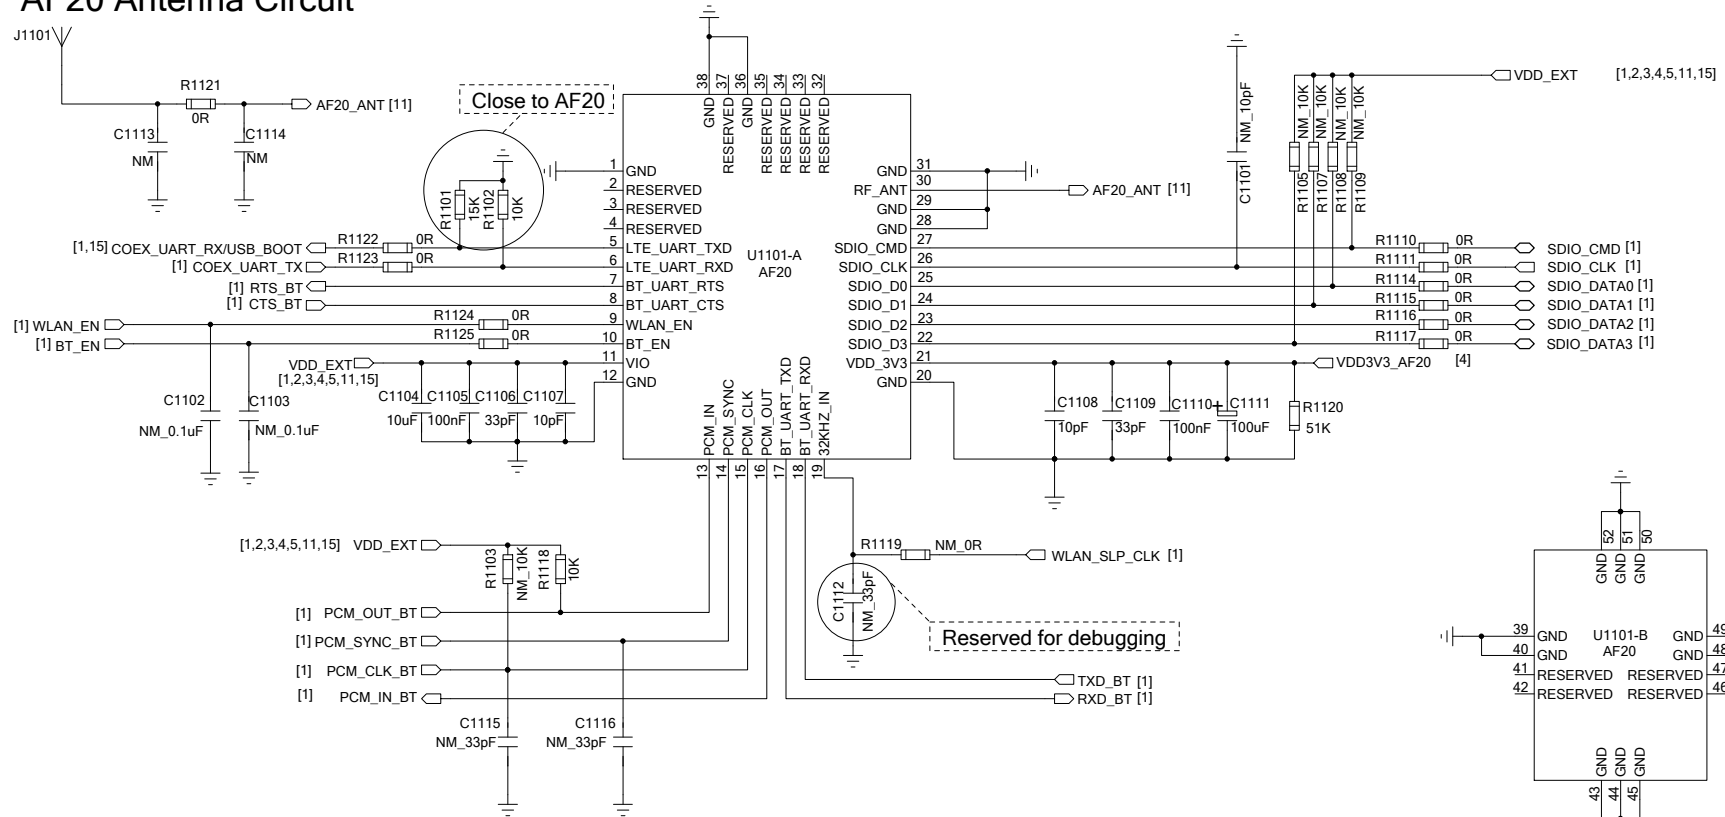 AF20 Antenna Circuit
J1101
R1121
0R
AF20_ANT [11]
C1113
NM
C1114
NM
Close to AF20
R1101
15K
R1102
10K
[1,15] COEX_UART_RX/USB_BOOT
R1122
0R
[1] COEX_UART_TX
R1123
0R
[1] RTS_BT
[1] CTS_BT
[1] WLAN_EN
R1124
0R
[1] BT_EN
R1125
0R
VDD_EXT
[1,2,3,4,5,11,15]
C1102
NM_0.1uF
C1103
NM_0.1uF
C1104
10uF
C1105
100nF
C1106
33pF
C1107
10pF
U1101-A
AF20
38 GND
37 RESERVED
36 GND
35 RESERVED
34 RESERVED
33 RESERVED
32 RESERVED
1 GND
2 RESERVED
3 RESERVED
4 RESERVED
5 LTE_UART_TXD
6 LTE_UART_RXD
7 BT_UART_RTS
8 BT_UART_CTS
9 WLAN_EN
10 BT_EN
11 VIO
12 GND
13 PCM_IN
14 PCM_SYNC
15 PCM_CLK
16 PCM_OUT
17 BT_UART_TXD
18 BT_UART_RXD
19 32KHZ_IN
GND 31
RF_ANT 30
GND 29
GND 28
SDIO_CMD 27
SDIO_CLK 26
SDIO_D0 25
SDIO_D1 24
SDIO_D2 23
SDIO_D3 22
VDD_3V3 21
GND 20
AF20_ANT [11]
C1101
NM_10pF
VDD_EXT [1,2,3,4,5,11,15]
R1105
NM_10K
R1107
NM_10K
R1108
NM_10K
R1109
NM_10K
R1110 0R SDIO_CMD [1]
R1111 0R SDIO_CLK [1]
R1114 0R SDIO_DATA0 [1]
R1115 0R SDIO_DATA1 [1]
R1116 0R SDIO_DATA2 [1]
R1117 0R SDIO_DATA3 [1]
VDD3V3_AF20 [4]
C1108
10pF
C1109
33pF
C1110
100nF
+
C1111
100uF
R1120
51K
[1,2,3,4,5,11,15] VDD_EXT
R1103
NM_10K
R1118
10K
[1] PCM_OUT_BT
[1] PCM_SYNC_BT
[1] PCM_CLK_BT
[1] PCM_IN_BT
C1115
NM_33pF
C1116
NM_33pF
R1119
NM_0R
WLAN_SLP_CLK [1]
C1112
NM_33pF
Reserved for debugging
TXD_BT [1]
RXD_BT [1]
U1101-B
AF20
52 GND
51 GND
50 GND
39 GND
40 GND
41 RESERVED
42 RESERVED
GND 49
GND 48
RESERVED 47
RESERVED 46
43 GND
44 GND
45 GND